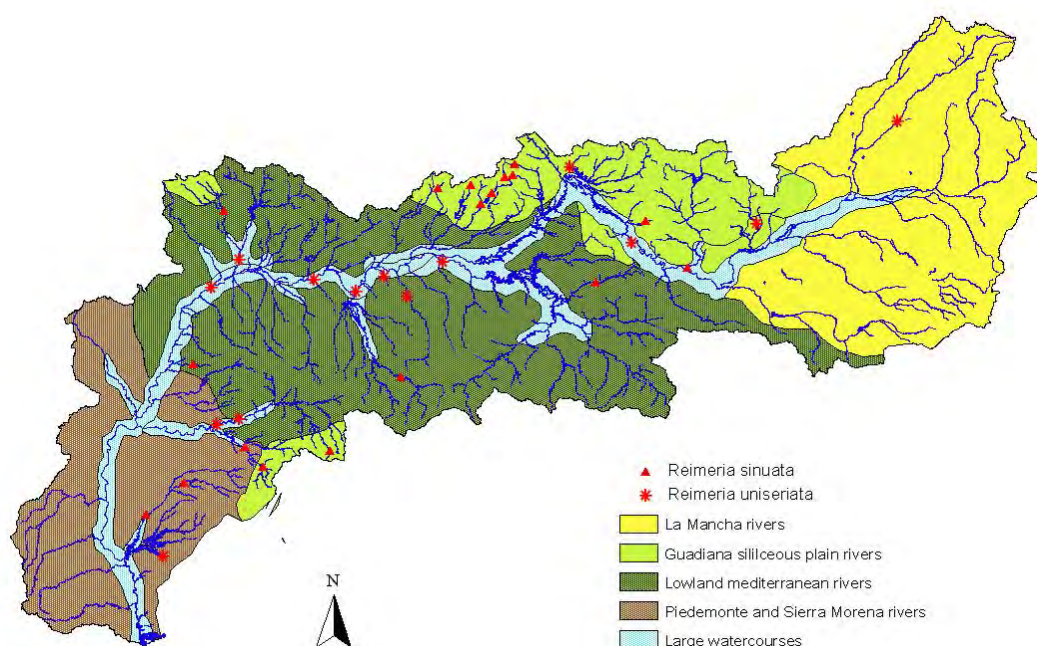 Reimeria sinuata
Reimeria uniseriata
La Mancha rivers
Guadiana sililceous plain rivers
Lowland mediterranean rivers
Piedemonte and Sierra Morena rivers
Large watercourses
N